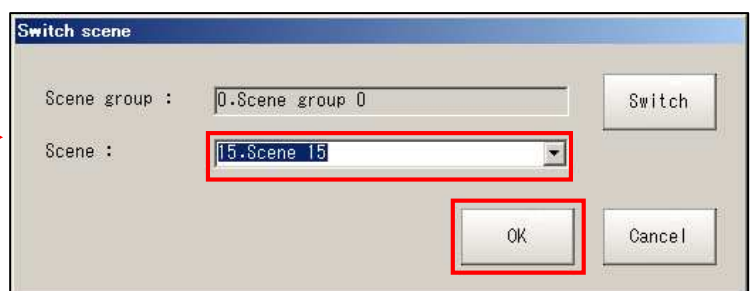 Switch scene
Scene group : 0.Scene group 0 Switch
Scene : 15.Scene 15
OK Cancel